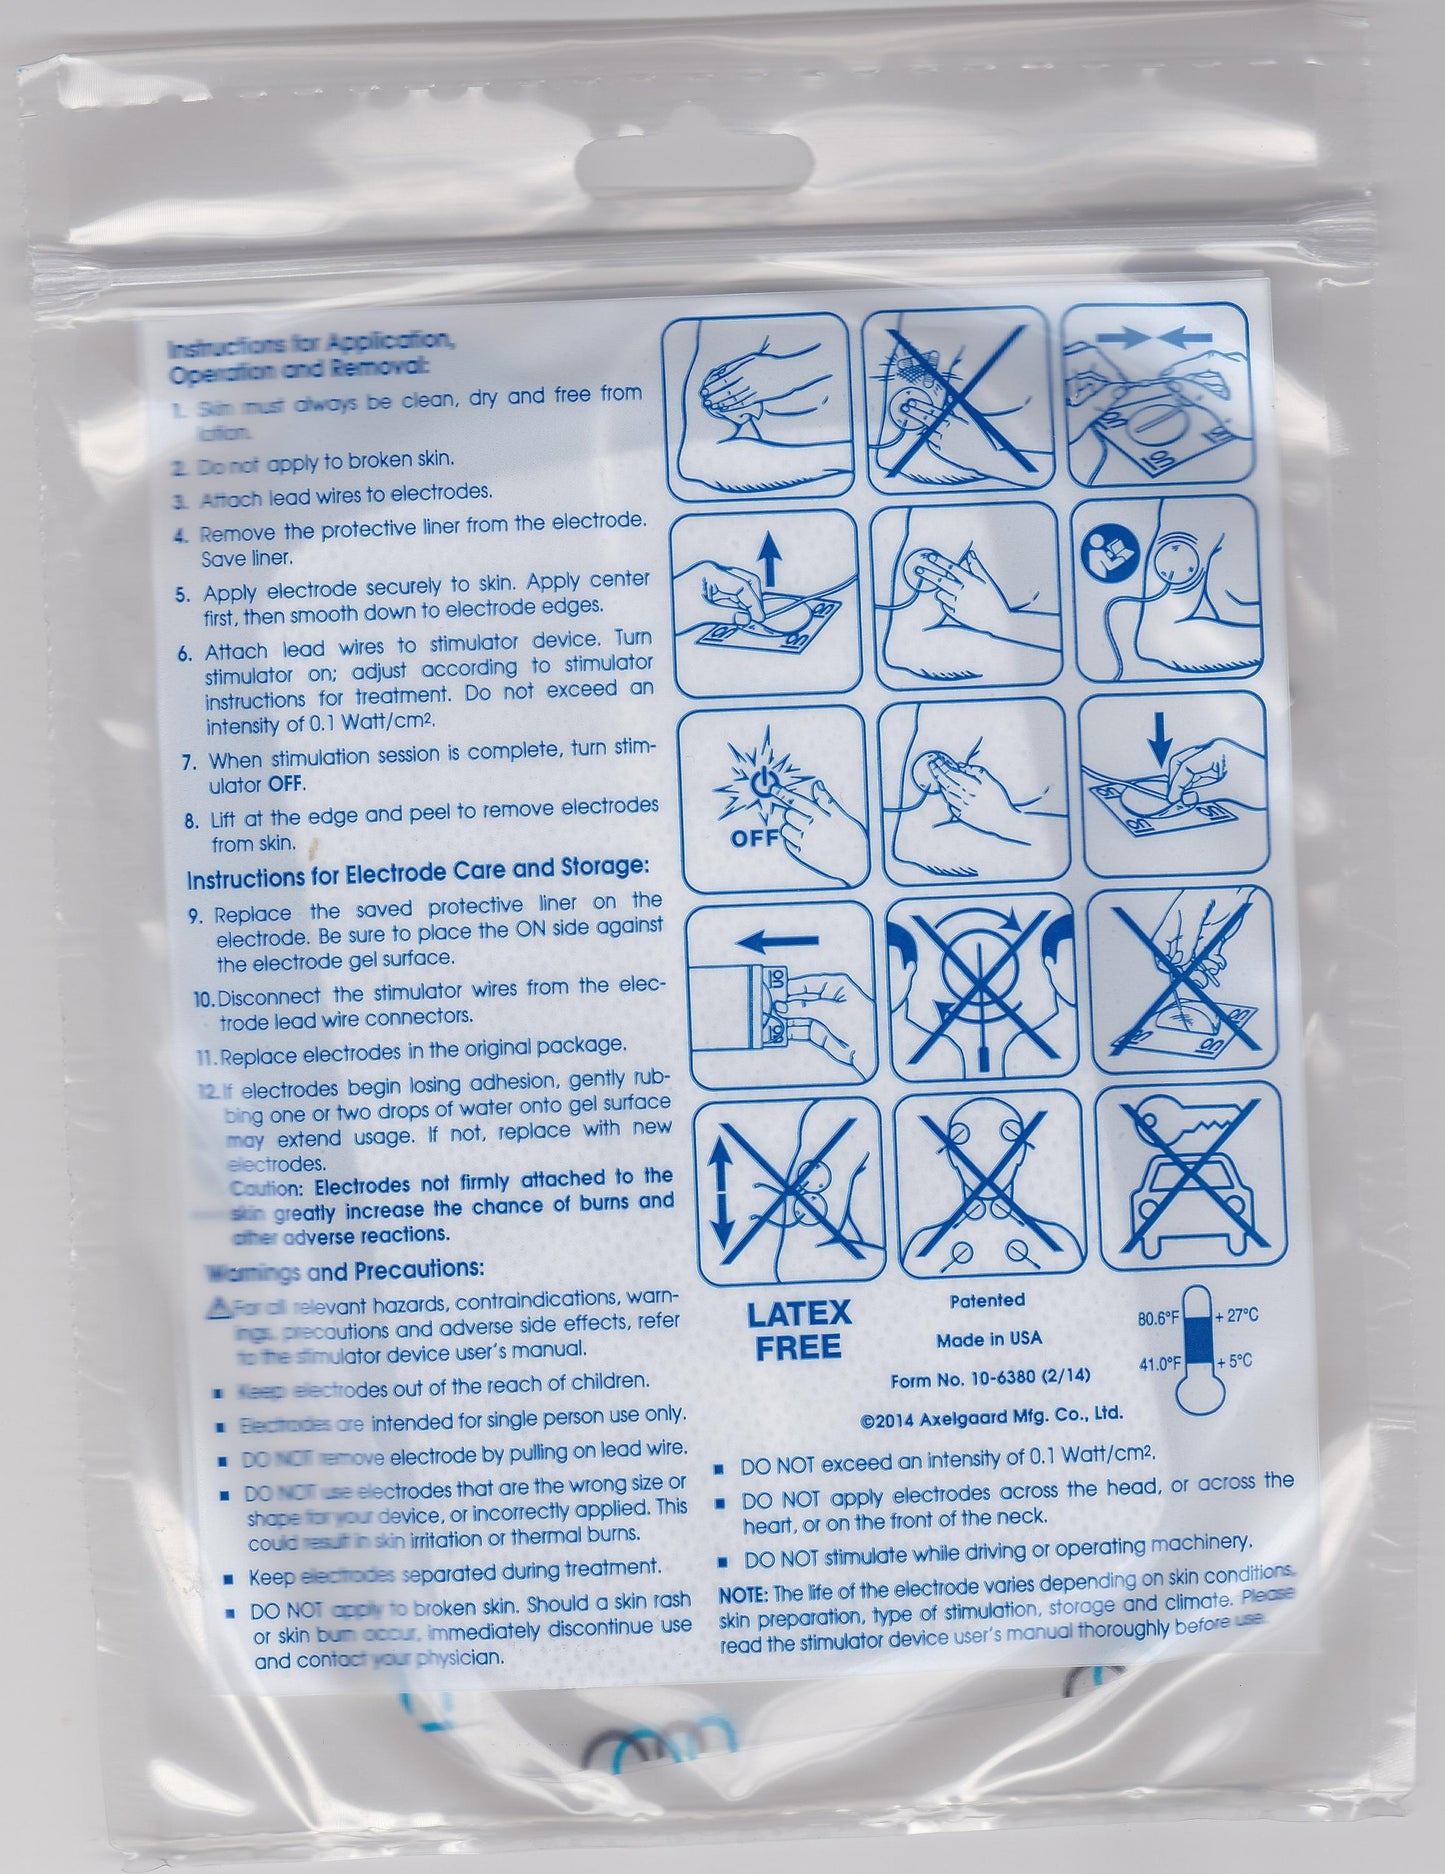 Instructions for Application,
Operation and Removal:
1. Skin must always be clean, dry and free from
lotion.
2. Do not apply to broken skin.
3. Attach lead wires to electrodes.
4. Remove the protective liner from the electrode.
Save liner.
5. Apply electrode securely to skin. Apply center
first, then smooth down to electrode edges.
6. Attach lead wires to stimulator device. Turn
stimulator on; adjust according to stimulator
instructions for treatment. Do not exceed an
intensity of 0.1 Watt/cm².
7. When stimulation session is complete, turn stim-
ulator OFF.
8. Lift at the edge and peel to remove electrodes
from skin.
Instructions for Electrode Care and Storage:
9. Replace the saved protective liner on the
electrode. Be sure to place the ON side against
the electrode gel surface.
10. Disconnect the stimulator wires from the elec-
trode lead wire connectors.
11. Replace electrodes in the original package.
12. If electrodes begin losing adhesion, gently rub-
bing one or two drops of water onto gel surface
may extend usage. If not, replace with new
electrodes.
Caution: Electrodes not firmly attached to the
skin greatly increase the chance of burns and
other adverse reactions.
Warnings and Precautions:
⚠ For all relevant hazards, contraindications, warn-
ings, precautions and adverse side effects, refer
to the stimulator device user's manual.
▪ Keep electrodes out of the reach of children.
▪ Electrodes are intended for single person use only.
▪ DO NOT remove electrode by pulling on lead wire.
▪ DO NOT use electrodes that are the wrong size or
shape for your device, or incorrectly applied. This
could result in skin irritation or thermal burns.
▪ Keep electrodes separated during treatment.
▪ DO NOT apply to broken skin. Should a skin rash
or skin burn occur, immediately discontinue use
and contact your physician.
ON
ON
ON
ON
ON
OFF
ON
ON
ON
ON
ON
ON
LATEX
FREE
Patented
Made in USA
Form No. 10-6380 (2/14)
©2014 Axelgaard Mfg. Co., Ltd.
80.6°F + 27°C
41.0°F + 5°C
▪ DO NOT exceed an intensity of 0.1 Watt/cm².
▪ DO NOT apply electrodes across the head, or across the
heart, or on the front of the neck.
▪ DO NOT stimulate while driving or operating machinery.
NOTE: The life of the electrode varies depending on skin conditions,
skin preparation, type of stimulation, storage and climate. Please
read the stimulator device user's manual thoroughly before use.